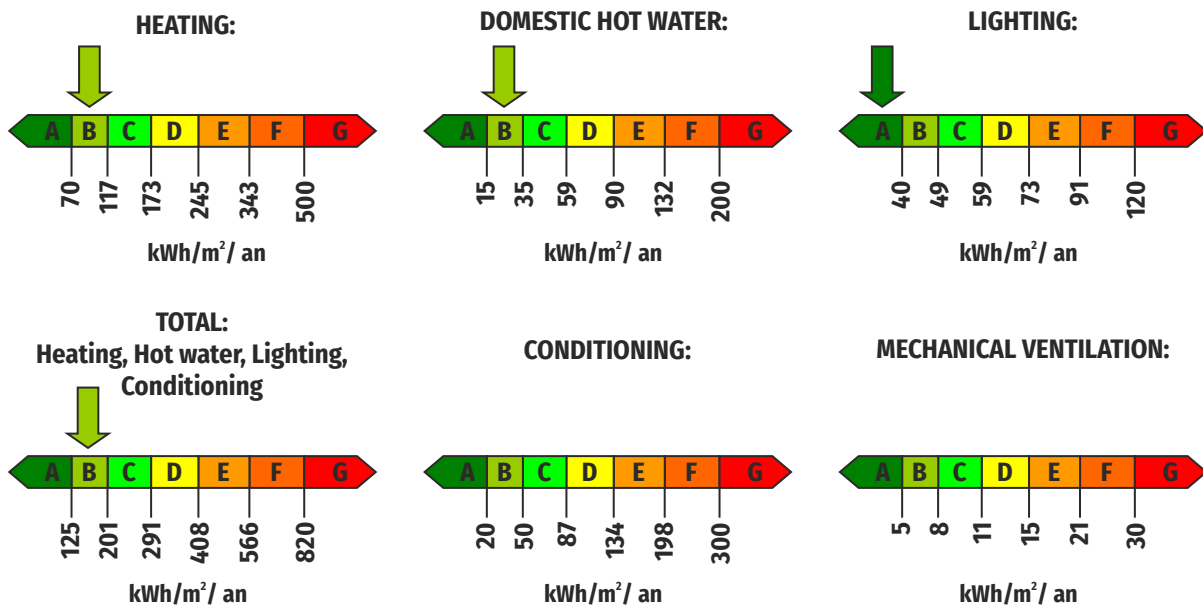 HEATING:
A B C D E F G
70 117 173 245 343 500
kWh/m²/ an
DOMESTIC HOT WATER:
A B C D E F G
15 35 59 90 132 200
kWh/m²/ an
LIGHTING:
A B C D E F G
40 49 59 73 91 120
kWh/m²/ an
TOTAL:
Heating, Hot water, Lighting,
Conditioning
A B C D E F G
125 201 291 408 566 820
kWh/m²/ an
CONDITIONING:
A B C D E F G
20 50 87 134 198 300
kWh/m²/ an
MECHANICAL VENTILATION:
A B C D E F G
5 8 11 15 21 30
kWh/m²/ an